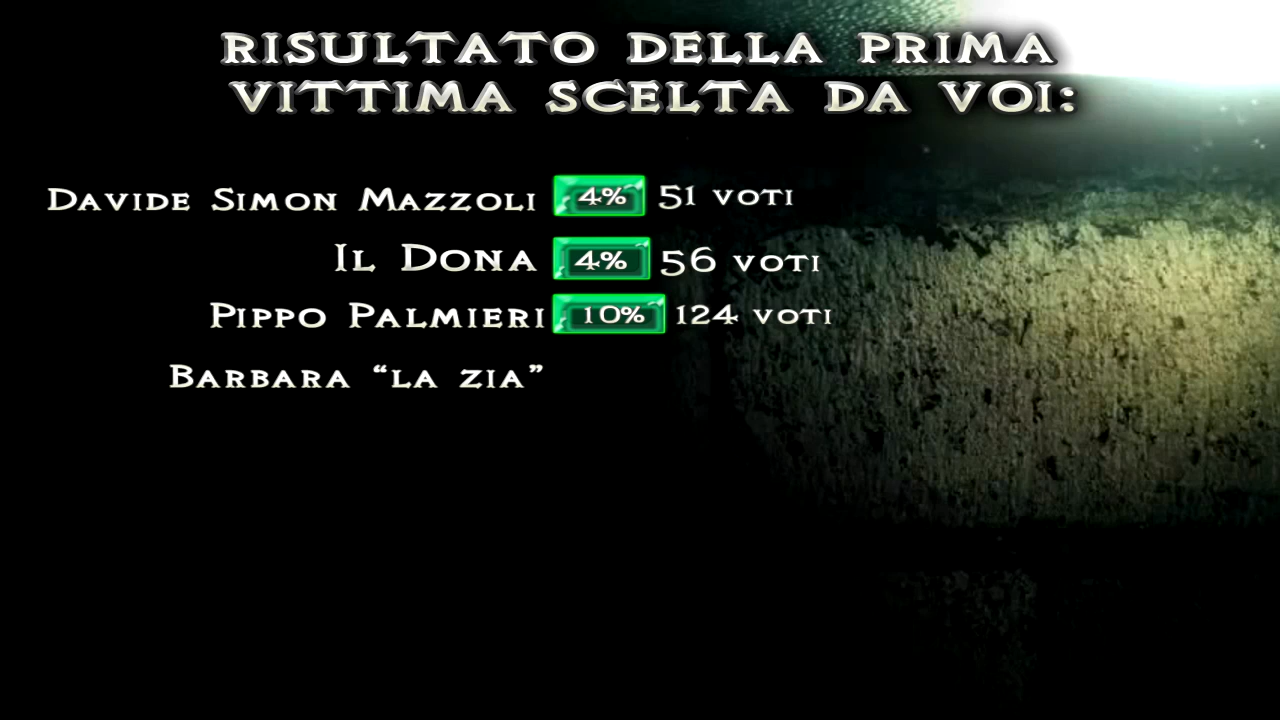 RISULTATO DELLA PRIMA
VITTIMA SCELTA DA VOI:
DAVIDE SIMON MAZZOLI 4% 51 VOTI
IL DONA 4% 56 VOTI
PIPPO PALMIERI 10% 124 VOTI
BARBARA “LA ZIA”